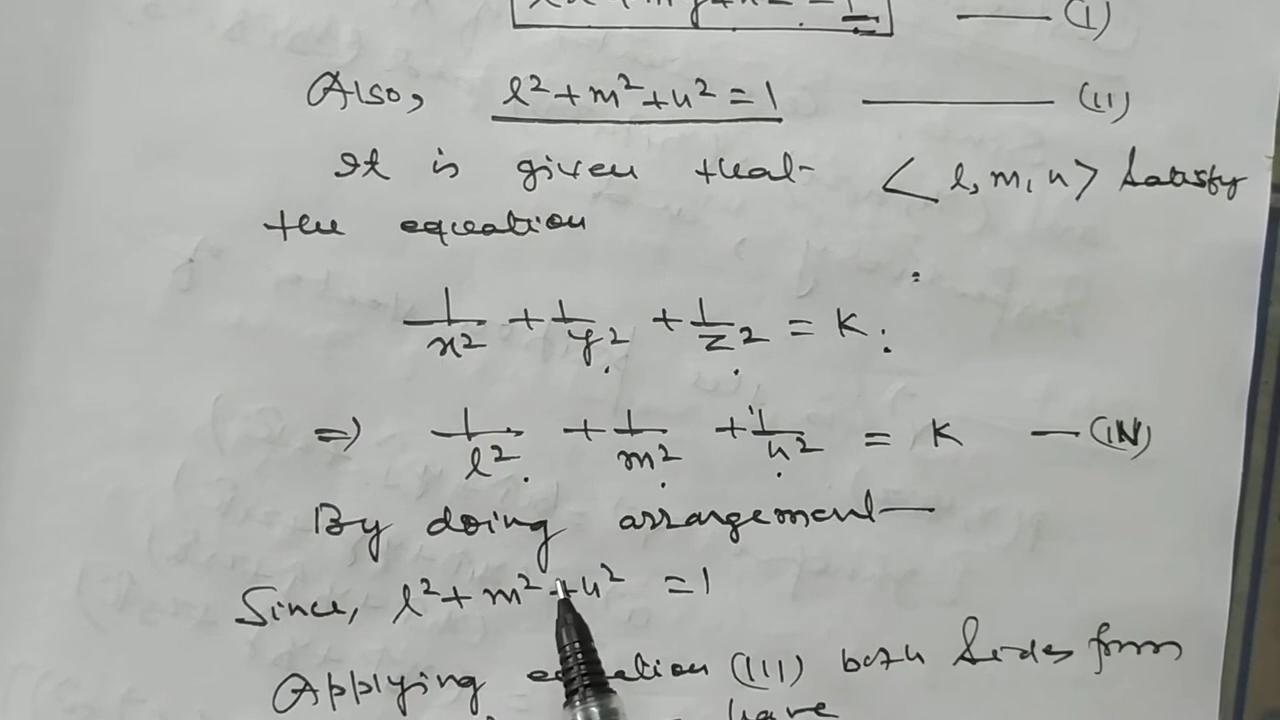 — (I)
Also, l²+m²+n²=1 — (II)
It is given that <l,m,n> satisfy
the equation
1/x² + 1/y² + 1/z² = K
=> 1/l² + 1/m² + 1/n² = K — (IV)
By doing arrangement
Since, l²+m²+n² =1
Applying equation (III) both sides form
have